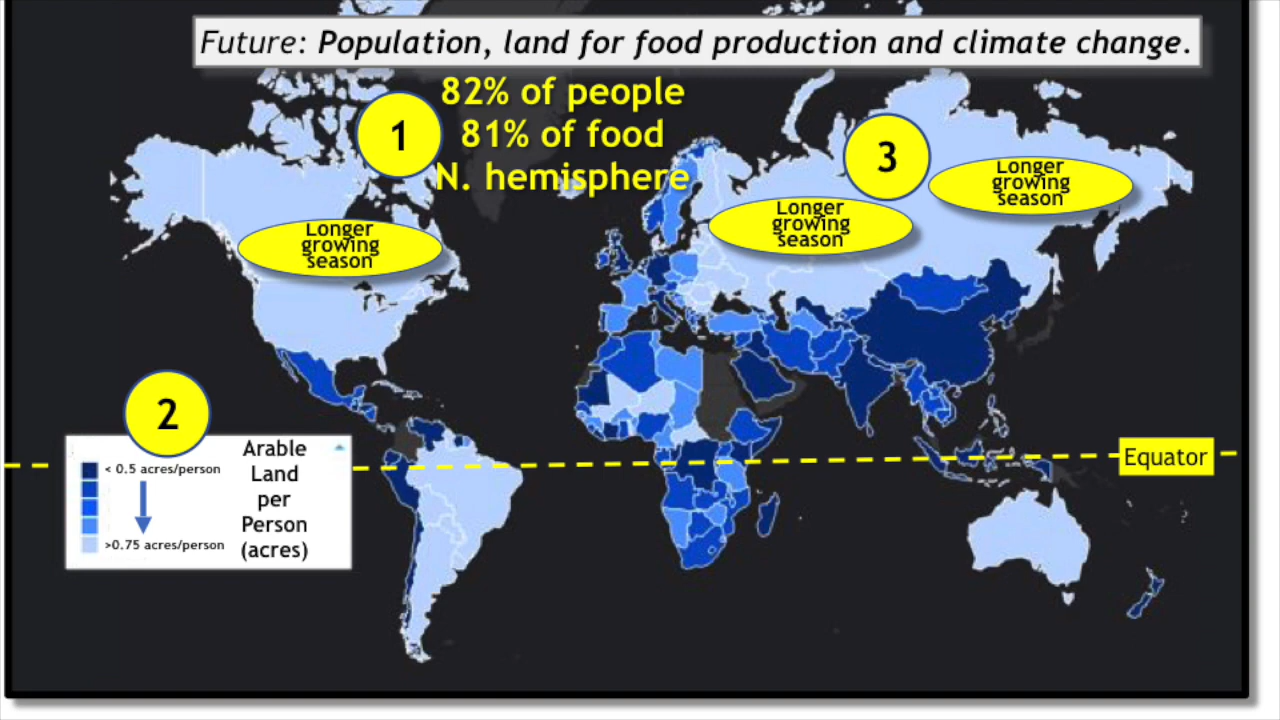 Future: Population, land for food production and climate change.
82% of people
81% of food
N. hemisphere
1
3
Longer
growing
season
Longer
growing
season
Longer
growing
season
2
Arable
Land
per
Person
(acres)
< 0.5 acres/person
>0.75 acres/person
Equator